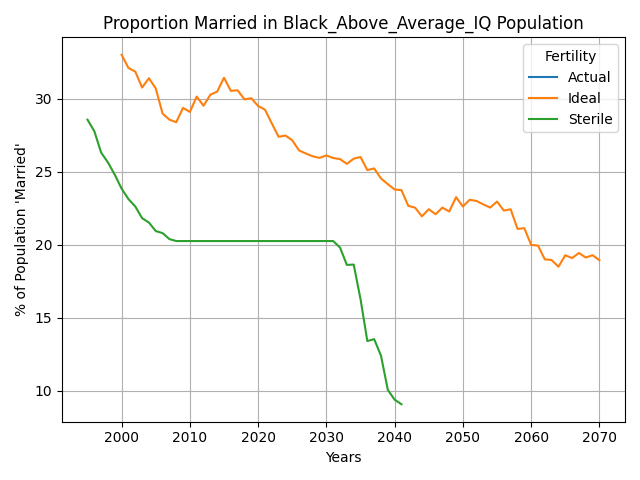 Proportion Married in Black_Above_Average_IQ Population
% of Population 'Married'
30
25
20
15
10
Fertility
Actual
Ideal
Sterile
2000 2010 2020 2030 2040 2050 2060 2070
Years